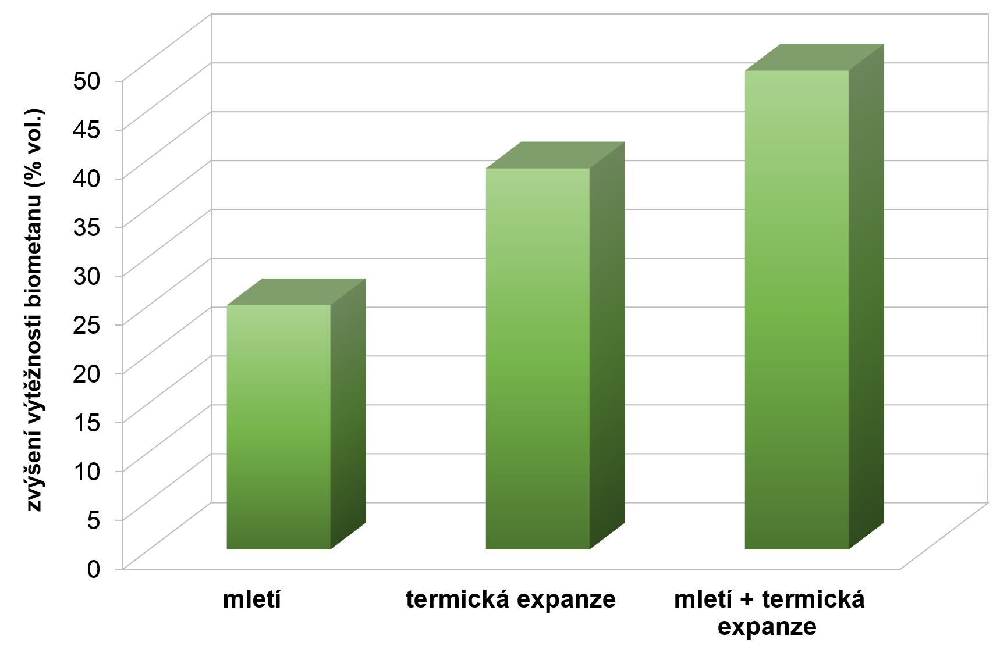 zvýšení výtěžnosti biometanu (% vol.)
50
45
40
35
30
25
20
15
10
5
0
mletí
termická expanze
mletí + termická
expanze